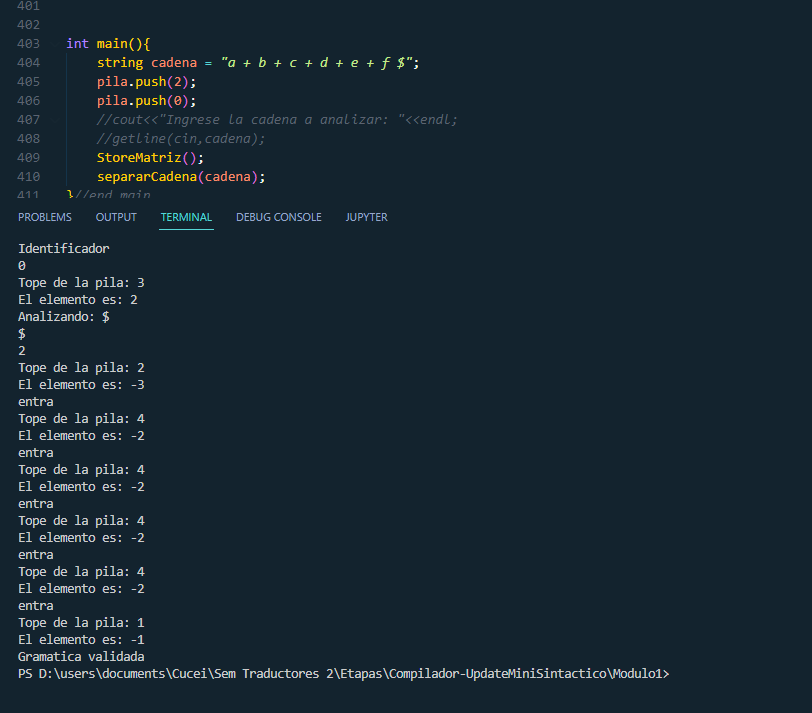 401
402
403 int main(){
404 string cadena = "a + b + c + d + e + f $";
405 pila.push(2);
406 pila.push(0);
407 //cout<<"Ingrese la cadena a analizar: "<<endl;
408 //getline(cin,cadena);
409 StoreMatriz();
410 separarCadena(cadena);
411 }//end main
PROBLEMS OUTPUT TERMINAL DEBUG CONSOLE JUPYTER
Identificador
0
Tope de la pila: 3
El elemento es: 2
Analizando: $
$
2
Tope de la pila: 2
El elemento es: -3
entra
Tope de la pila: 4
El elemento es: -2
entra
Tope de la pila: 4
El elemento es: -2
entra
Tope de la pila: 4
El elemento es: -2
entra
Tope de la pila: 4
El elemento es: -2
entra
Tope de la pila: 1
El elemento es: -1
Gramatica validada
PS D:\users\documents\Cucei\Sem Traductores 2\Etapas\Compilador-UpdateMiniSintactico\Modulo1>